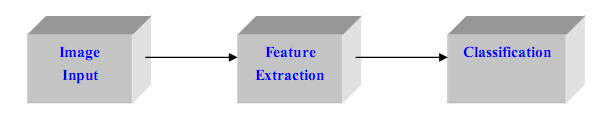 Image
Input
Feature
Extraction
Classification